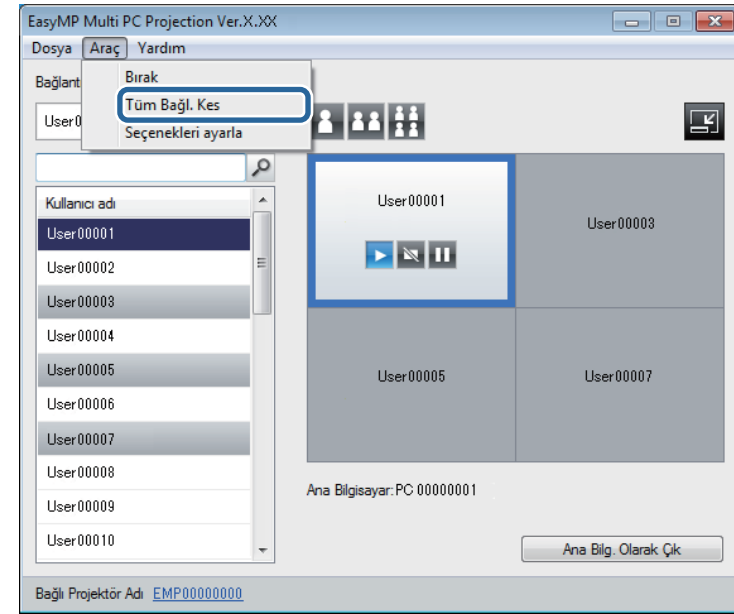 EasyMP Multi PC Projection Ver.X.XX
Dosya Araç Yardım
Bırak
Tüm Bağl. Kes
Seçenekleri ayarla
Bağlant
User0
Kullanıcı adı
User00001
User00002
User00003
User00004
User00005
User00006
User00007
User00008
User00009
User00010
User00001
User00003
User00005
User00007
Ana Bilgisayar: PC 00000001
Ana Bilg. Olarak Çık
Bağlı Projektör Adı EMP00000000